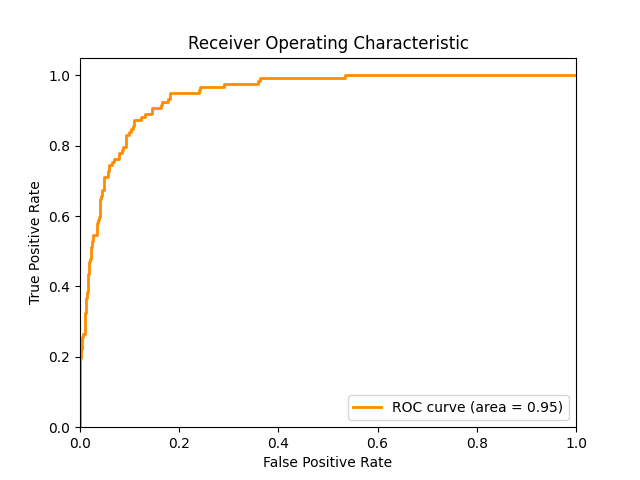 Receiver Operating Characteristic
1.0
0.8
0.6
0.4
0.2
0.0
True Positive Rate
ROC curve (area = 0.95)
0.0 0.2 0.4 0.6 0.8 1.0
False Positive Rate